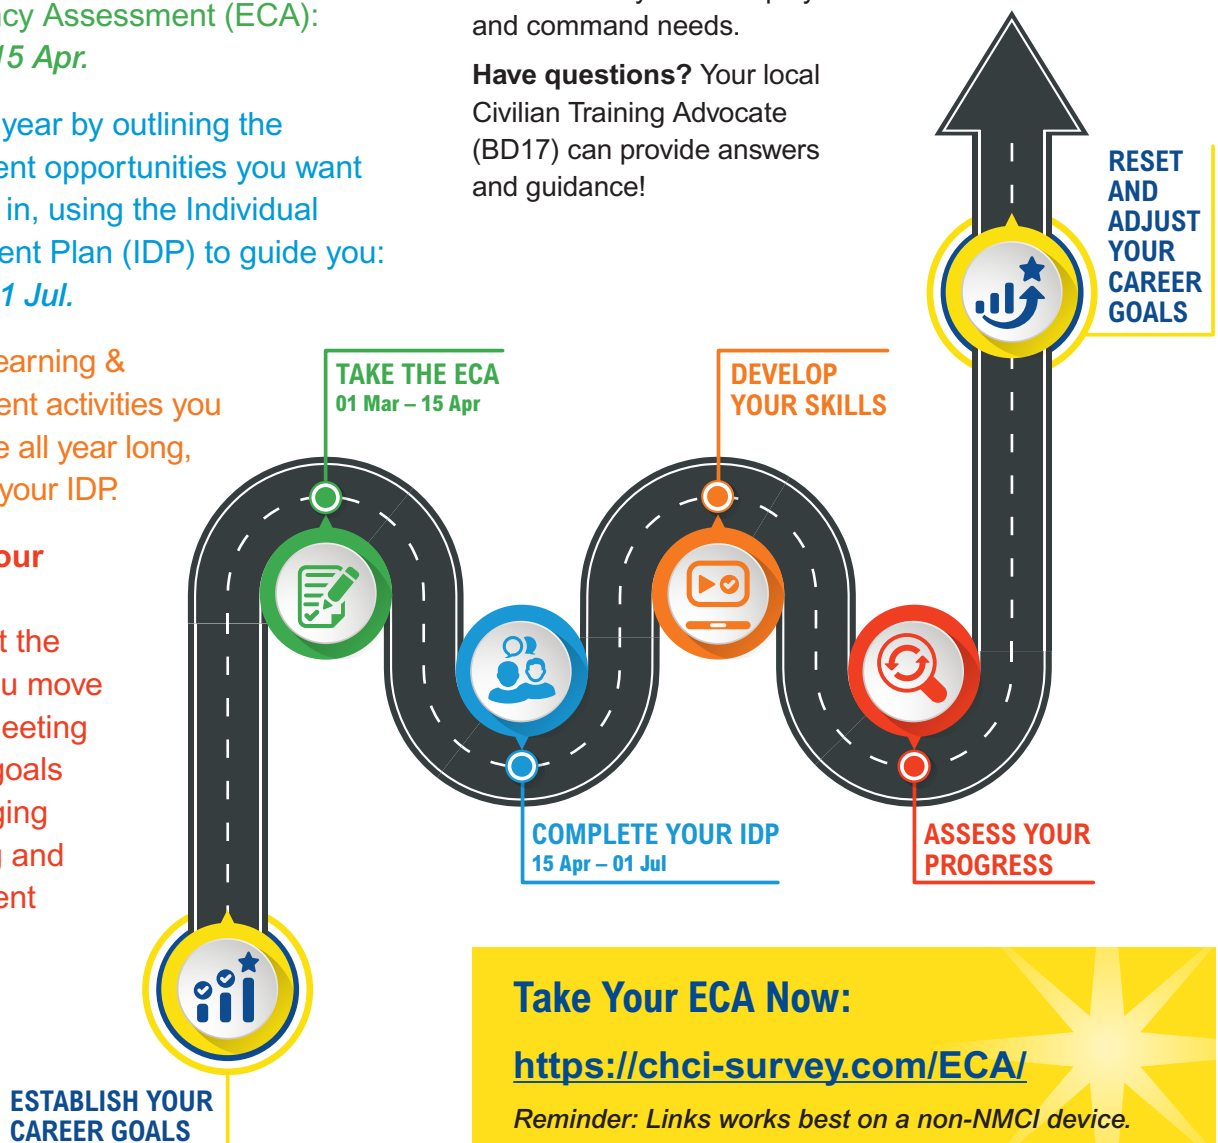 ncy Assessment (ECA):
15 Apr.
year by outlining the
ent opportunities you want
in, using the Individual
ent Plan (IDP) to guide you:
1 Jul.
earning &
ent activities you
e all year long,
your IDP.
our
t the
u move
eeting
goals
ging
g and
ent
and command needs.
Have questions? Your local
Civilian Training Advocate
(BD17) can provide answers
and guidance!
RESET
AND
ADJUST
YOUR
CAREER
GOALS
TAKE THE ECA
01 Mar – 15 Apr
DEVELOP
YOUR SKILLS
COMPLETE YOUR IDP
15 Apr – 01 Jul
ASSESS YOUR
PROGRESS
ESTABLISH YOUR
CAREER GOALS
Take Your ECA Now:
https://chci-survey.com/ECA/
Reminder: Links works best on a non-NMCI device.